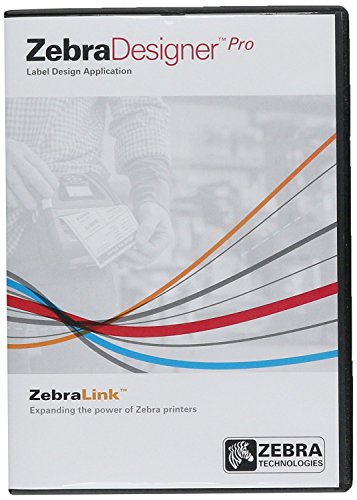 ZebraDesigner™ Pro
Label Design Application
ZebraLink™
Expanding the power of Zebra printers
ZEBRA
TECHNOLOGIES